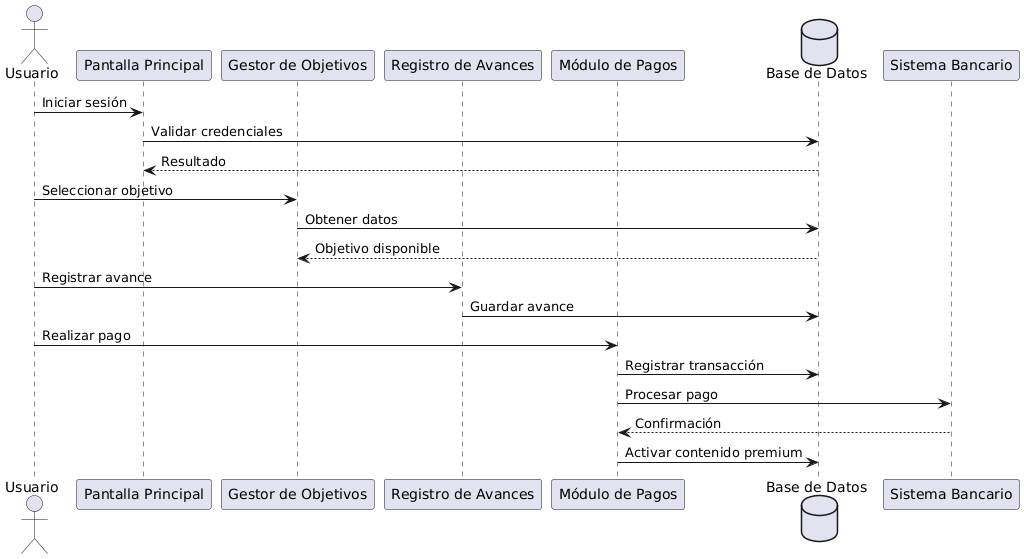 Usuario
Pantalla Principal
Gestor de Objetivos
Registro de Avances
Módulo de Pagos
Base de Datos
Sistema Bancario
Iniciar sesión
Validar credenciales
Resultado
Seleccionar objetivo
Obtener datos
Objetivo disponible
Registrar avance
Guardar avance
Realizar pago
Registrar transacción
Procesar pago
Confirmación
Activar contenido premium
Usuario
Pantalla Principal
Gestor de Objetivos
Registro de Avances
Módulo de Pagos
Base de Datos
Sistema Bancario